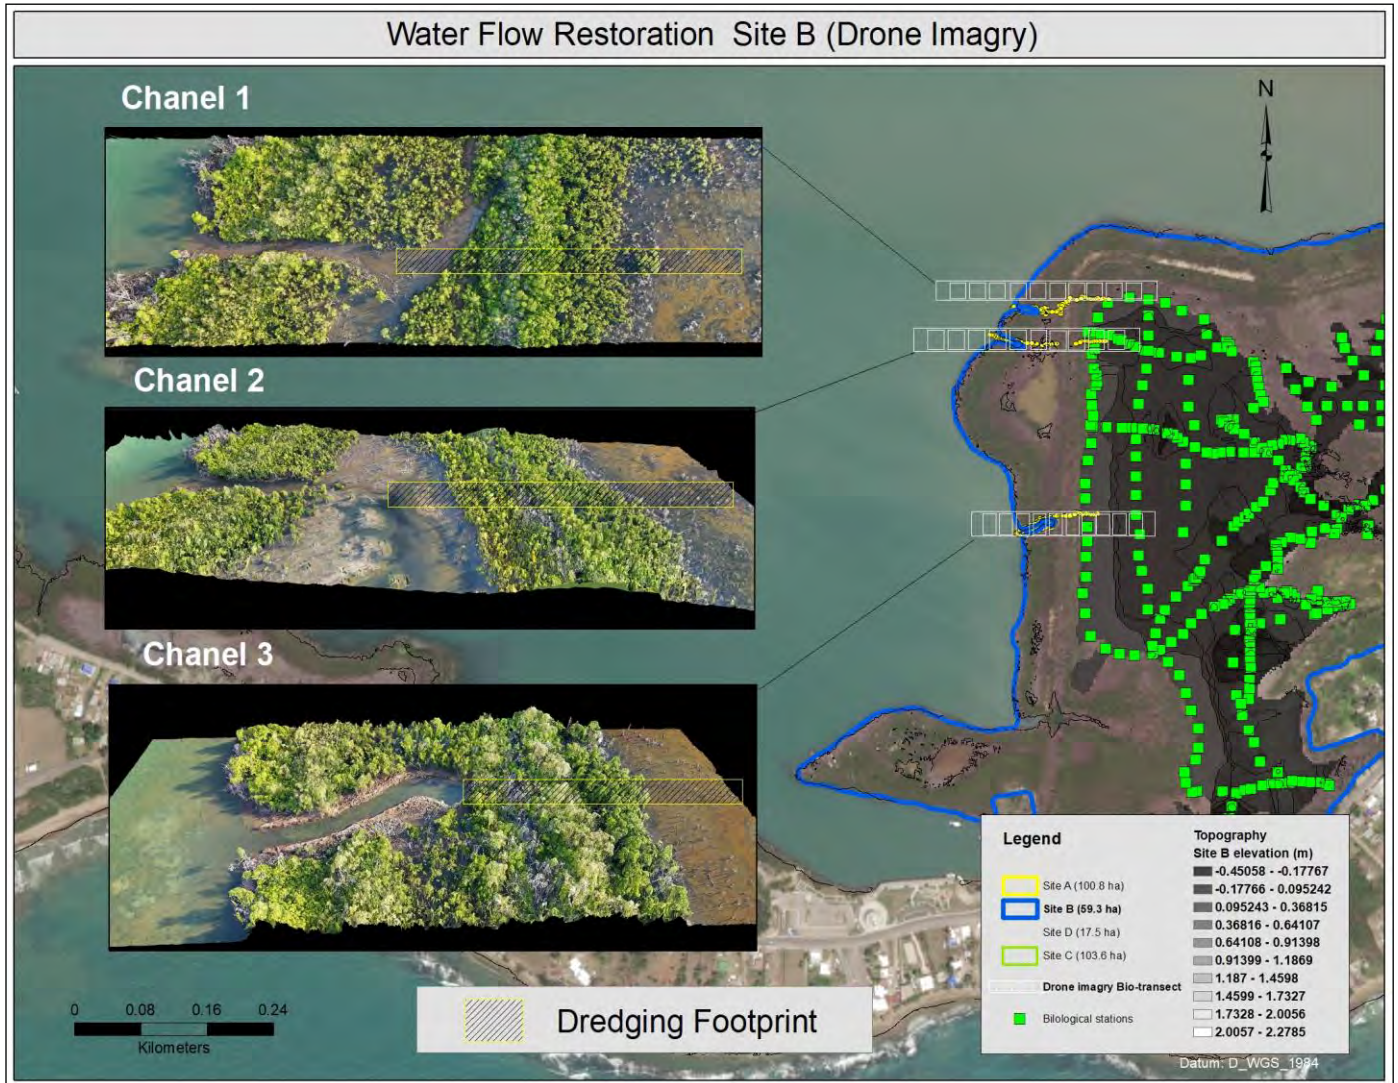 Water Flow Restoration Site B (Drone Imagry)
Chanel 1
N
Chanel 2
Chanel 3
Legend
Site A (100.8 ha)
Site B (59.3 ha)
Site D (17.5 ha)
Site C (103.6 ha)
Drone imagry Bio-transect
Bilological stations
Topography
Site B elevation (m)
-0.45058 - -0.17767
-0.17766 - 0.095242
0.095243 - 0.36815
0.36816 - 0.64107
0.64108 - 0.91398
0.91399 - 1.1869
1.187 - 1.4598
1.4599 - 1.7327
1.7328 - 2.0056
2.0057 - 2.2785
0 0.08 0.16 0.24
Kilometers
Dredging Footprint
Datum: D_WGS_1984